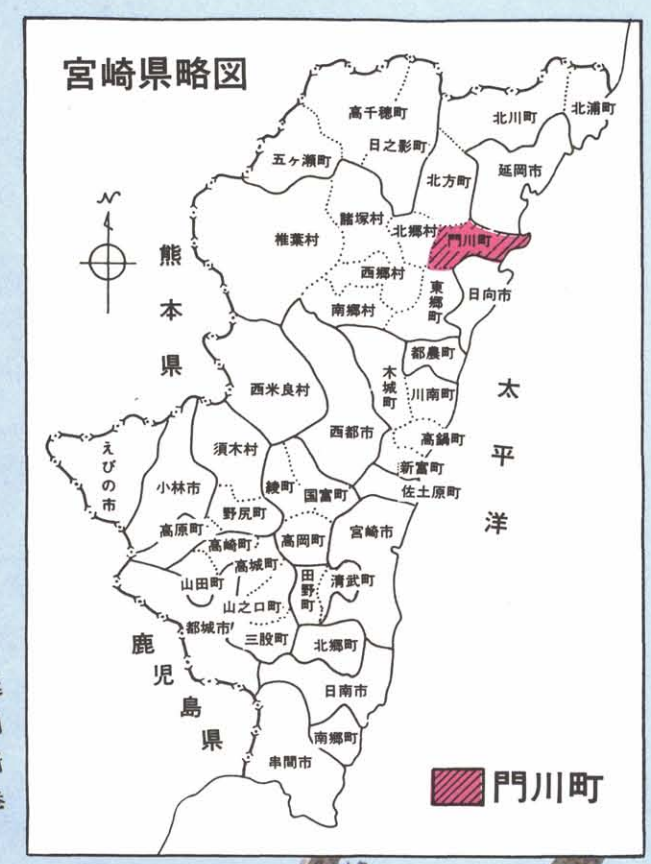 宮崎県略図
高千穂町
北川町
北浦町
日之影町
五ヶ瀬町
延岡市
北方町
諸塚村
北郷村
門川町
椎葉村
西郷村
東郷町
日向市
南郷村
熊本県
都農町
木城町
川南町
西米良村
太平洋
西都市
高鍋町
須木村
えびの市
新富町
小林市
綾町
国富町
佐土原町
野尻町
高原町
宮崎市
高崎町
高岡町
高城町
山田町
田野町
清武町
山之口町
都城市
三股町
北郷町
鹿児島県
日南市
南郷町
串間市
門川町
N